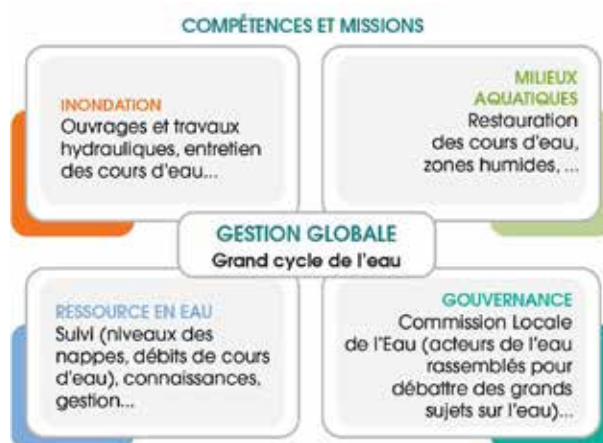 COMPÉTENCES ET MISSIONS
INONDATION
Ouvrages et travaux
hydrauliques, entretien
des cours d'eau...
MILIEUX
AQUATIQUES
Restauration
des cours d'eau,
zones humides, ...
GESTION GLOBALE
Grand cycle de l'eau
RESSOURCE EN EAU
Suivi (niveaux des
nappes, débits de cours
d'eau), connaissances,
gestion...
GOUVERNANCE
Commission Locale
de l'Eau (acteurs de l'eau
rassemblés pour
débattre des grands
sujets sur l'eau)...